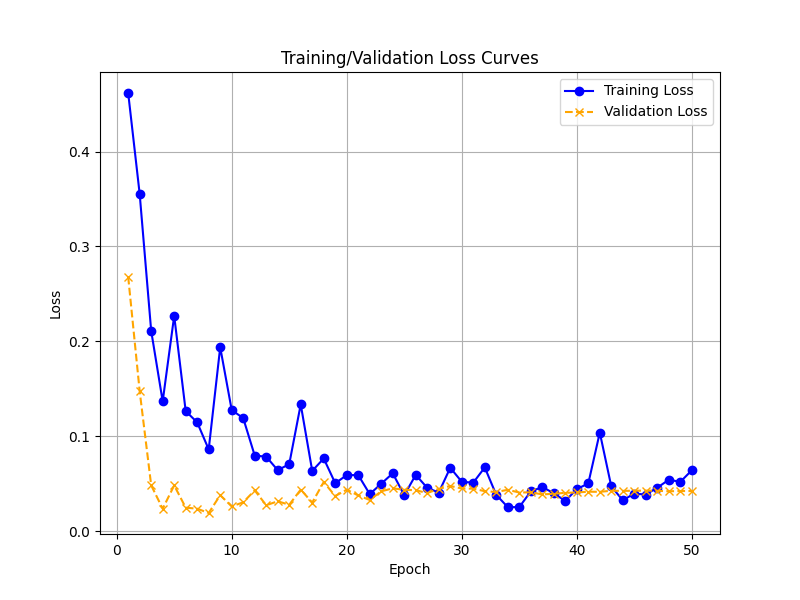 Training/Validation Loss Curves
Training Loss
Validation Loss
Loss
0.4
0.3
0.2
0.1
0.0
0 10 20 30 40 50
Epoch